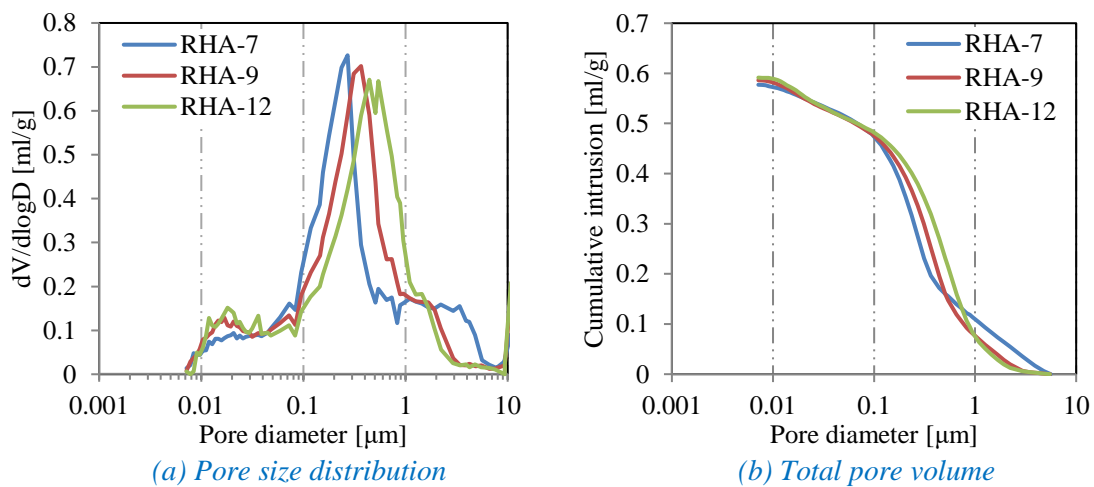 0.8
0.7
0.6
0.5
0.4
0.3
0.2
0.1
0
dV/dlogD [ml/g]
RHA-7
RHA-9
RHA-12
0.001 0.01 0.1 1 10
Pore diameter [µm]
(a) Pore size distribution
0.7
0.6
0.5
0.4
0.3
0.2
0.1
0
Cumulative intrusion [ml/g]
RHA-7
RHA-9
RHA-12
0.001 0.01 0.1 1 10
Pore diameter [µm]
(b) Total pore volume